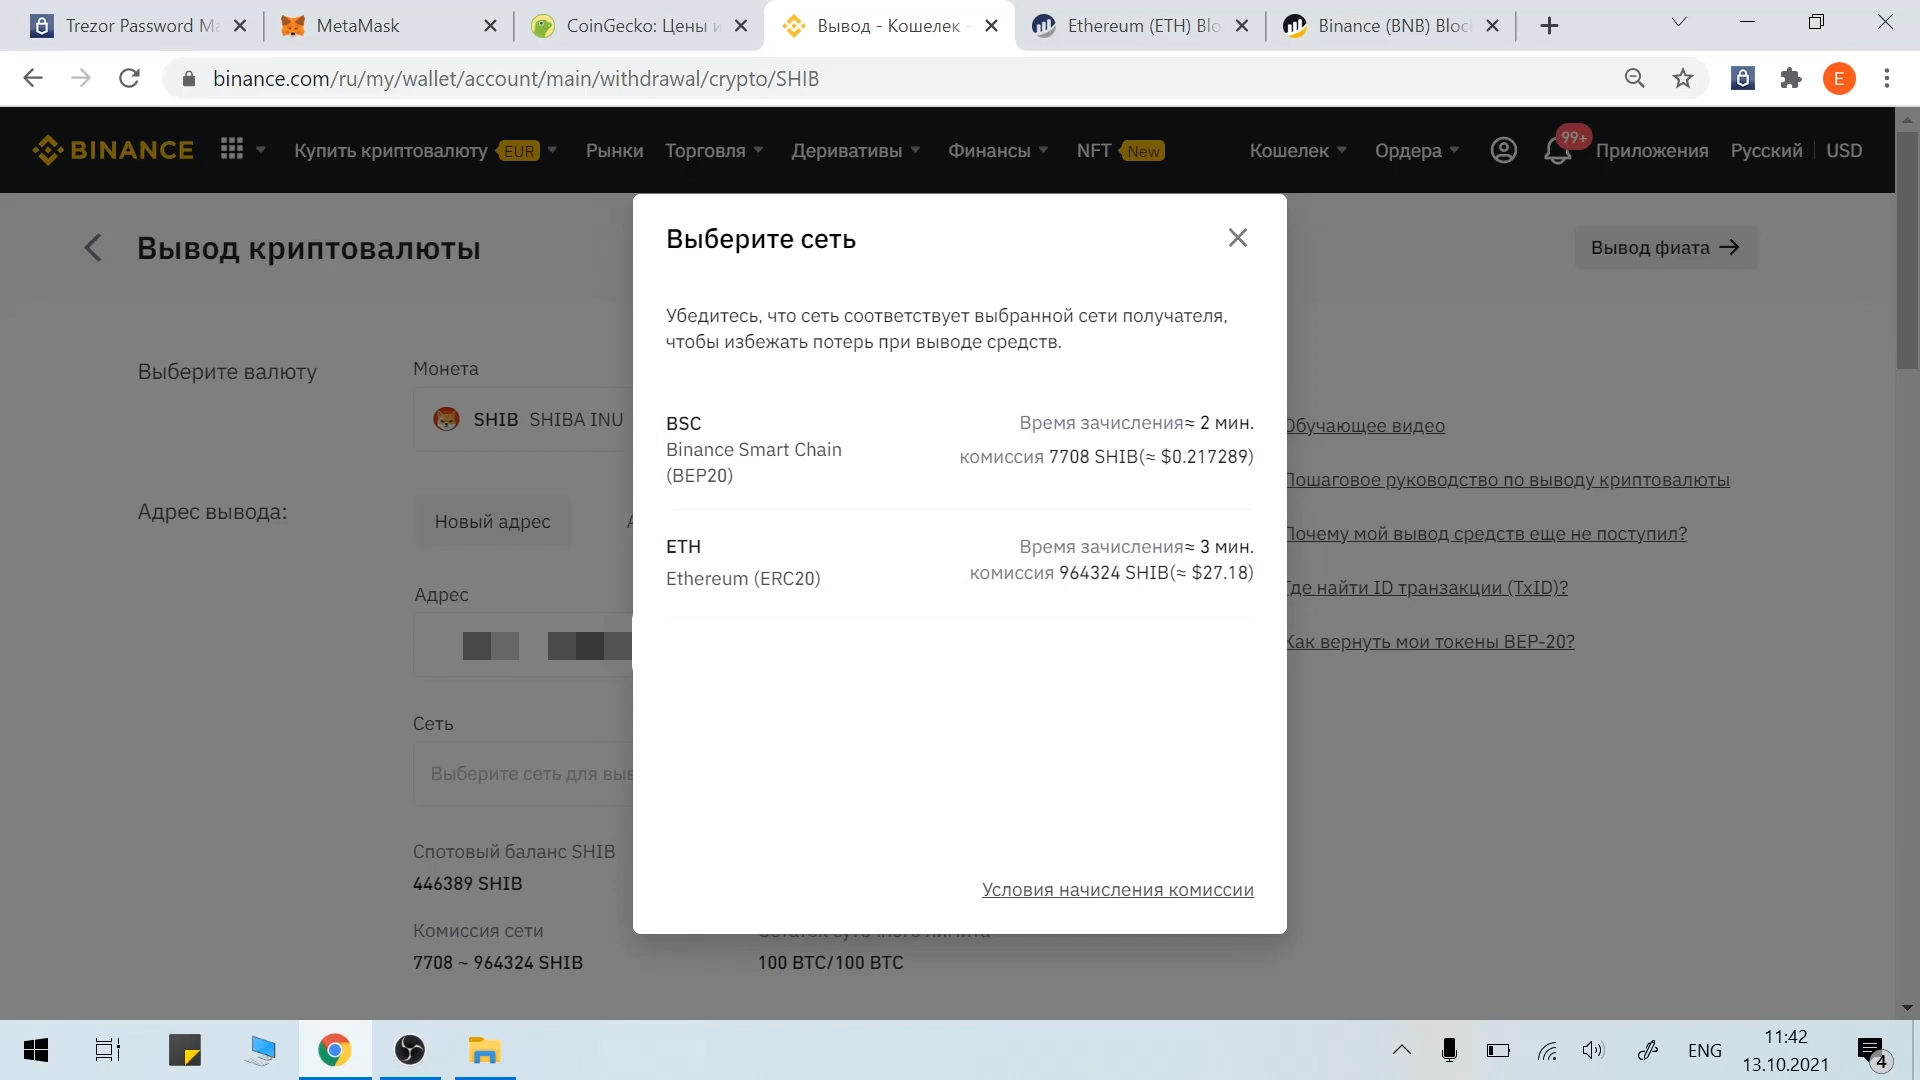 Trezor Password Ma
MetaMask
CoinGecko: Цены и
Вывод - Кошелек -
Ethereum (ETH) Blo
Binance (BNB) Bloc
binance.com/ru/my/wallet/account/main/withdrawal/crypto/SHIB
E
BINANCE
Купить криптовалюту EUR
Рынки
Торговля
Деривативы
Финансы
NFT New
Кошелек
Ордера
99+
Приложения
Русский
USD
Вывод криптовалюты
Вывод фиата
Выберите сеть
Убедитесь, что сеть соответствует выбранной сети получателя,
чтобы избежать потерь при выводе средств.
BSC
Время зачисления≈ 2 мин.
Binance Smart Chain
(BEP20)
комиссия 7708 SHIB(≈ $0.217289)
ETH
Время зачисления≈ 3 мин.
Ethereum (ERC20)
комиссия 964324 SHIB(≈ $27.18)
Условия начисления комиссии
Выберите валюту
Монета
SHIB SHIBA INU
Адрес вывода:
Новый адрес
Адрес
Сеть
Выберите сеть для выв
Спотовый баланс SHIB
446389 SHIB
Комиссия сети
7708 ~ 964324 SHIB
100 BTC/100 BTC
Обучающее видео
Пошаговое руководство по выводу криптовалюты
Почему мой вывод средств еще не поступил?
Где найти ID транзакции (TxID)?
Как вернуть мои токены BEP-20?
ENG
11:42
13.10.2021
4